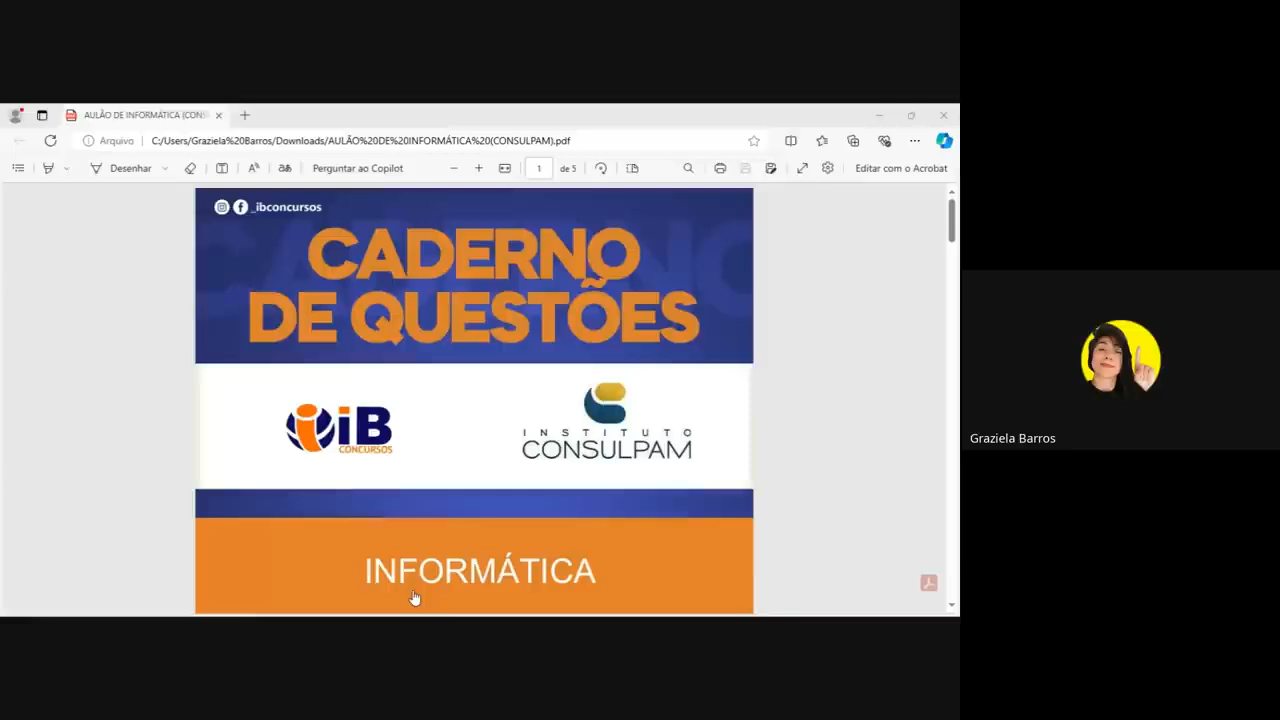 AULÃO DE INFORMÁTICA (CONS
Arquivo C:/Users/Graziela%20Barros/Downloads/AULÃO%20DE%20INFORMÁTICA%20(CONSULPAM).pdf
Desenhar Perguntar ao Copilot 1 de 5 Editar com o Acrobat
_ibconcursos
CADERNO
DE QUESTÕES
iB
CONCURSOS
INSTITUTO
CONSULPAM
INFORMÁTICA
Graziela Barros